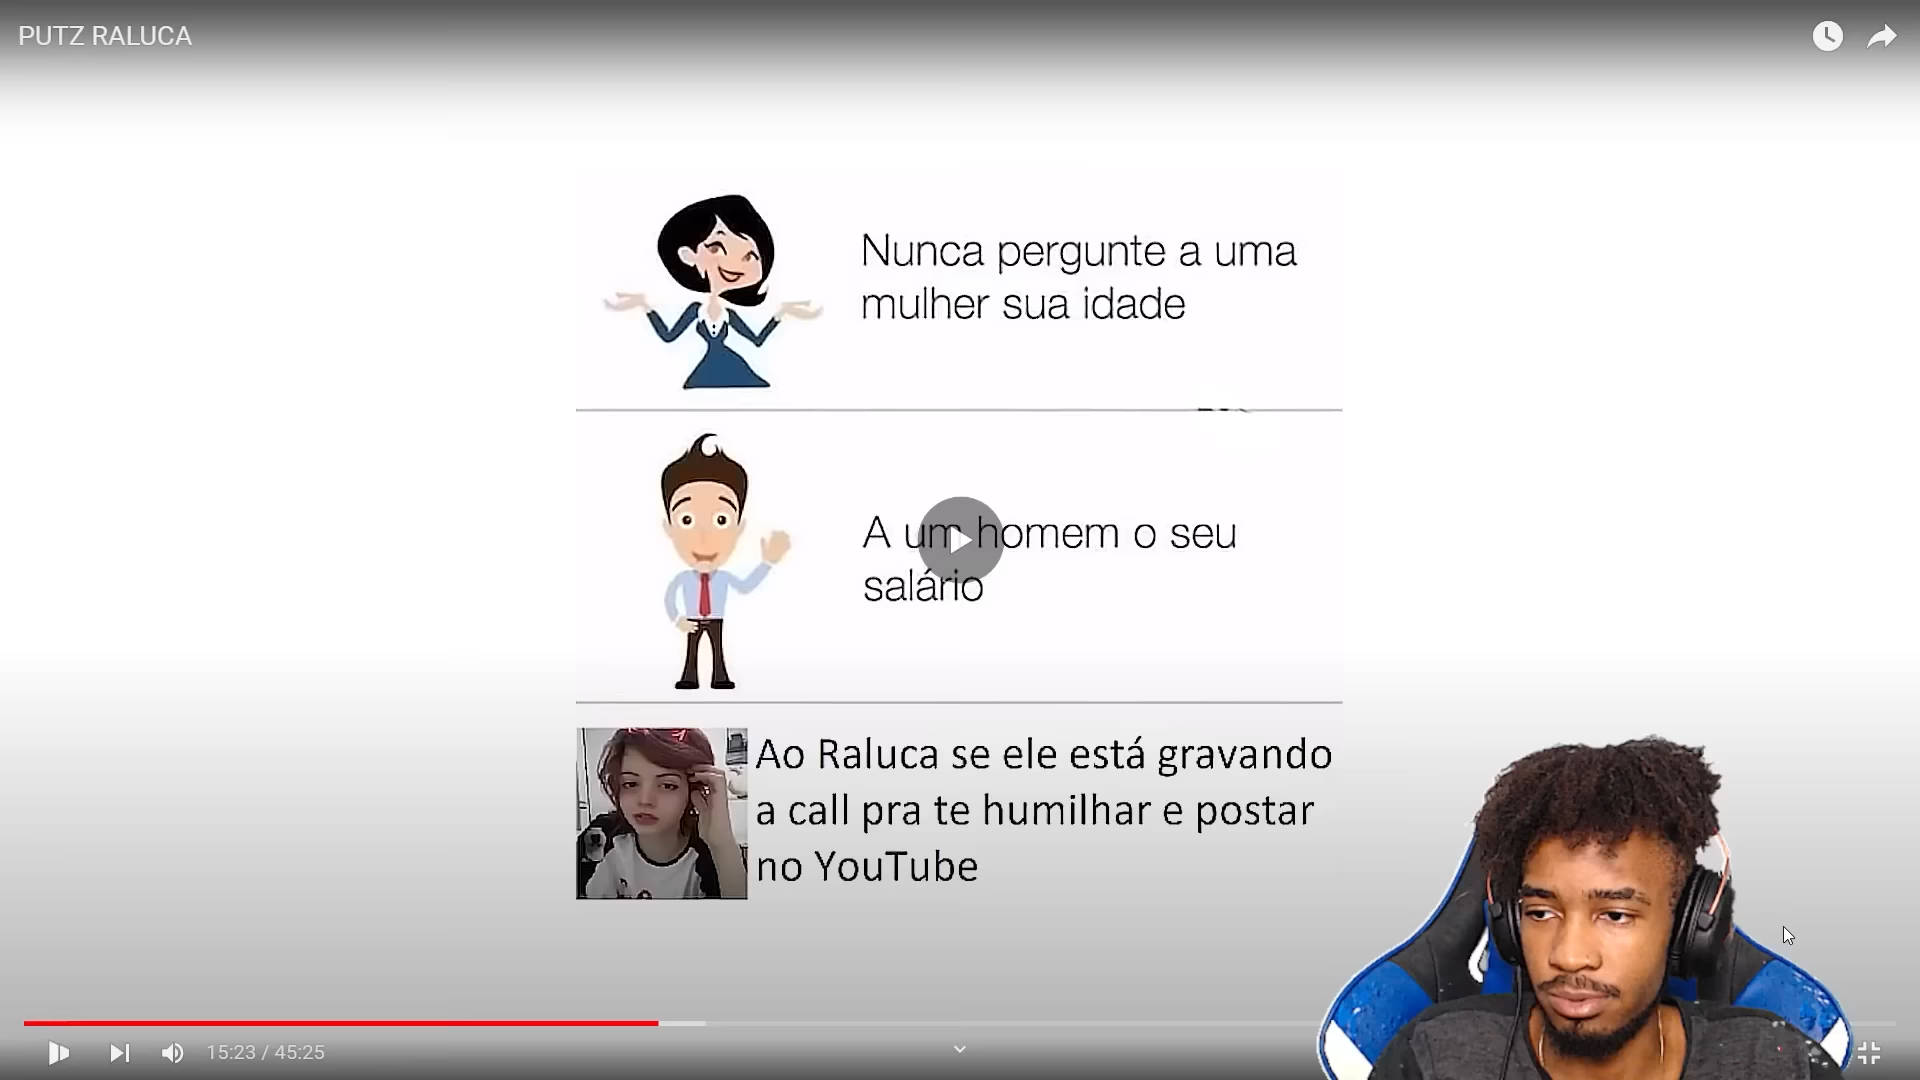 PUTZ RALUCA
Nunca pergunte a uma
mulher sua idade
A um homem o seu
salário
Ao Raluca se ele está gravando
a call pra te humilhar e postar
no YouTube
15:23 / 45:25